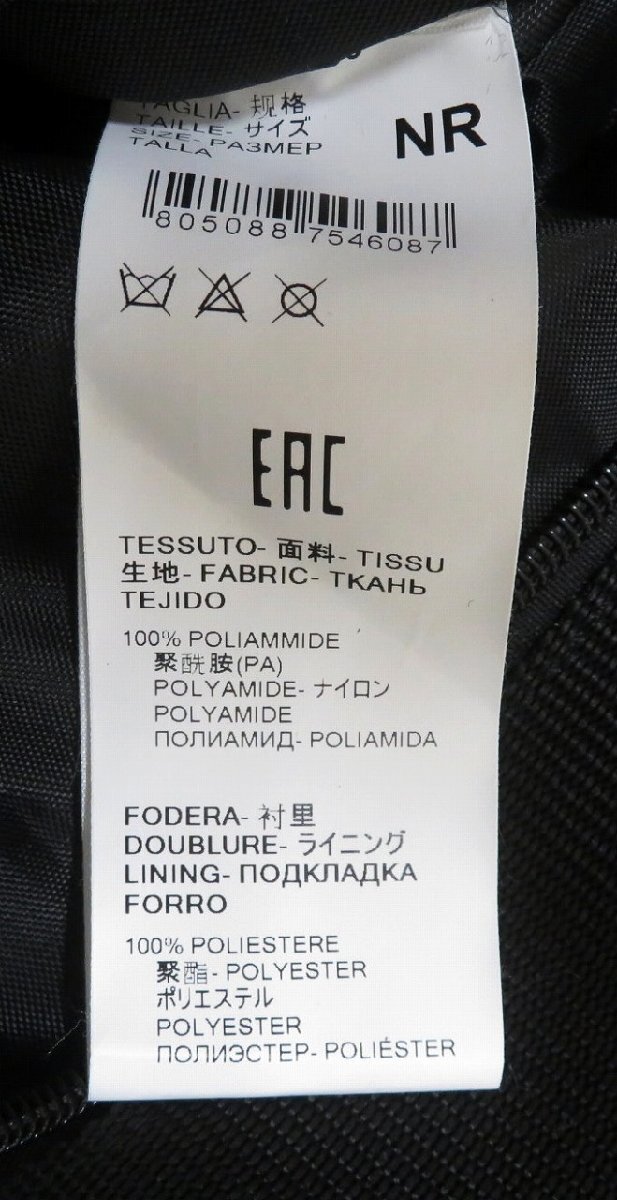 TAGLIA- 规格
TAILLE- サイズ
SIZE- РАЗМЕР
TALLA
NR
805088 7546087
EAC
TESSUTO- 面料- TISSU
生地- FABRIC- ТКАНЬ
TEJIDO
100% POLIAMMIDE
聚酰胺(PA)
POLYAMIDE- ナイロン
POLYAMIDE
ПОЛИАМИД- POLIAMIDA
FODERA- 衬里
DOUBLURE- ライニング
LINING- ПОДКЛАДКА
FORRO
100% POLIESTERE
聚酯- POLYESTER
ポリエステル
POLYESTER
ПОЛИЭСТЕР- POLIÉSTER